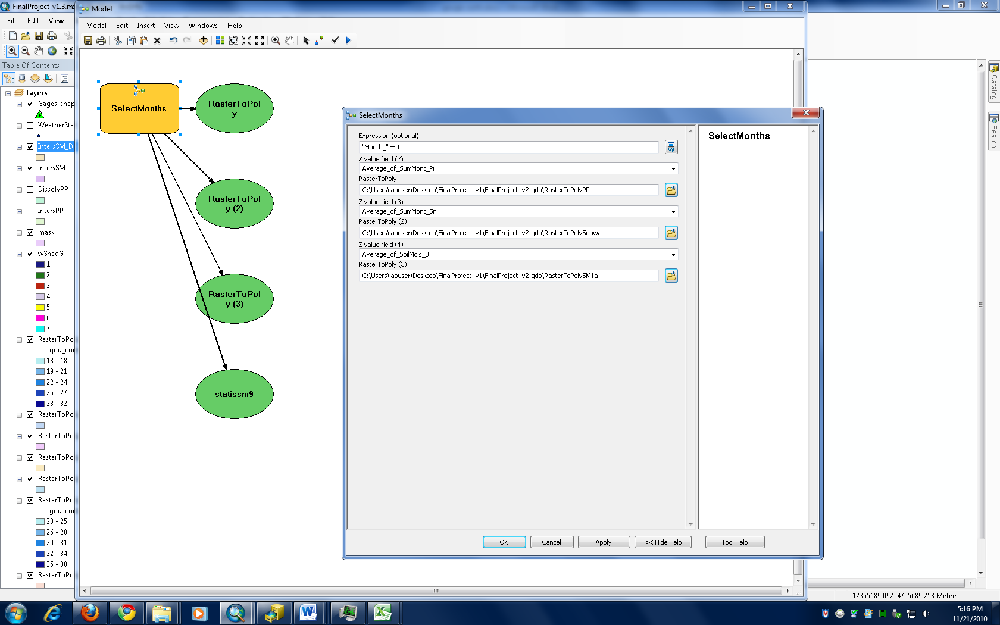 FinalProject_v1.3.mx
File Edit View
Table Of Contents
Layers
Gages_snap
WeatherStat
IntersSM_Di
IntersSM
DissolvPP
IntersPP
mask
wShedG
1
2
3
4
5
6
7
RasterToPo
grid_cod
13 - 18
19 - 21
22 - 24
25 - 27
28 - 32
RasterToPo
RasterToPo
RasterToPo
RasterToPo
RasterToPo
grid_cod
23 - 25
26 - 28
29 - 31
32 - 34
35 - 38
RasterToPo
Model
Model Edit Insert View Windows Help
SelectMonths
RasterToPol
y
RasterToPol
y (2)
RasterToPol
y (3)
statissm9
SelectMonths
Expression (optional)
"Month_" = 1
SQL
Z value field (2)
Average_of_SumMont_Pr
RasterToPoly
C:\Users\labuser\Desktop\FinalProject_v1\FinalProject_v2.gdb\RasterToPolyPP
Z value field (3)
Average_of_SumMont_Sn
RasterToPoly (2)
C:\Users\labuser\Desktop\FinalProject_v1\FinalProject_v2.gdb\RasterToPolySnowa
Z value field (4)
Average_of_SoilMois_8
RasterToPoly (3)
C:\Users\labuser\Desktop\FinalProject_v1\FinalProject_v2.gdb\RasterToPolySM1a
OK Cancel Apply << Hide Help Tool Help
SelectMonths
Catalog
Search
-12355689.092 4795689.253 Meters
5:16 PM
11/21/2010